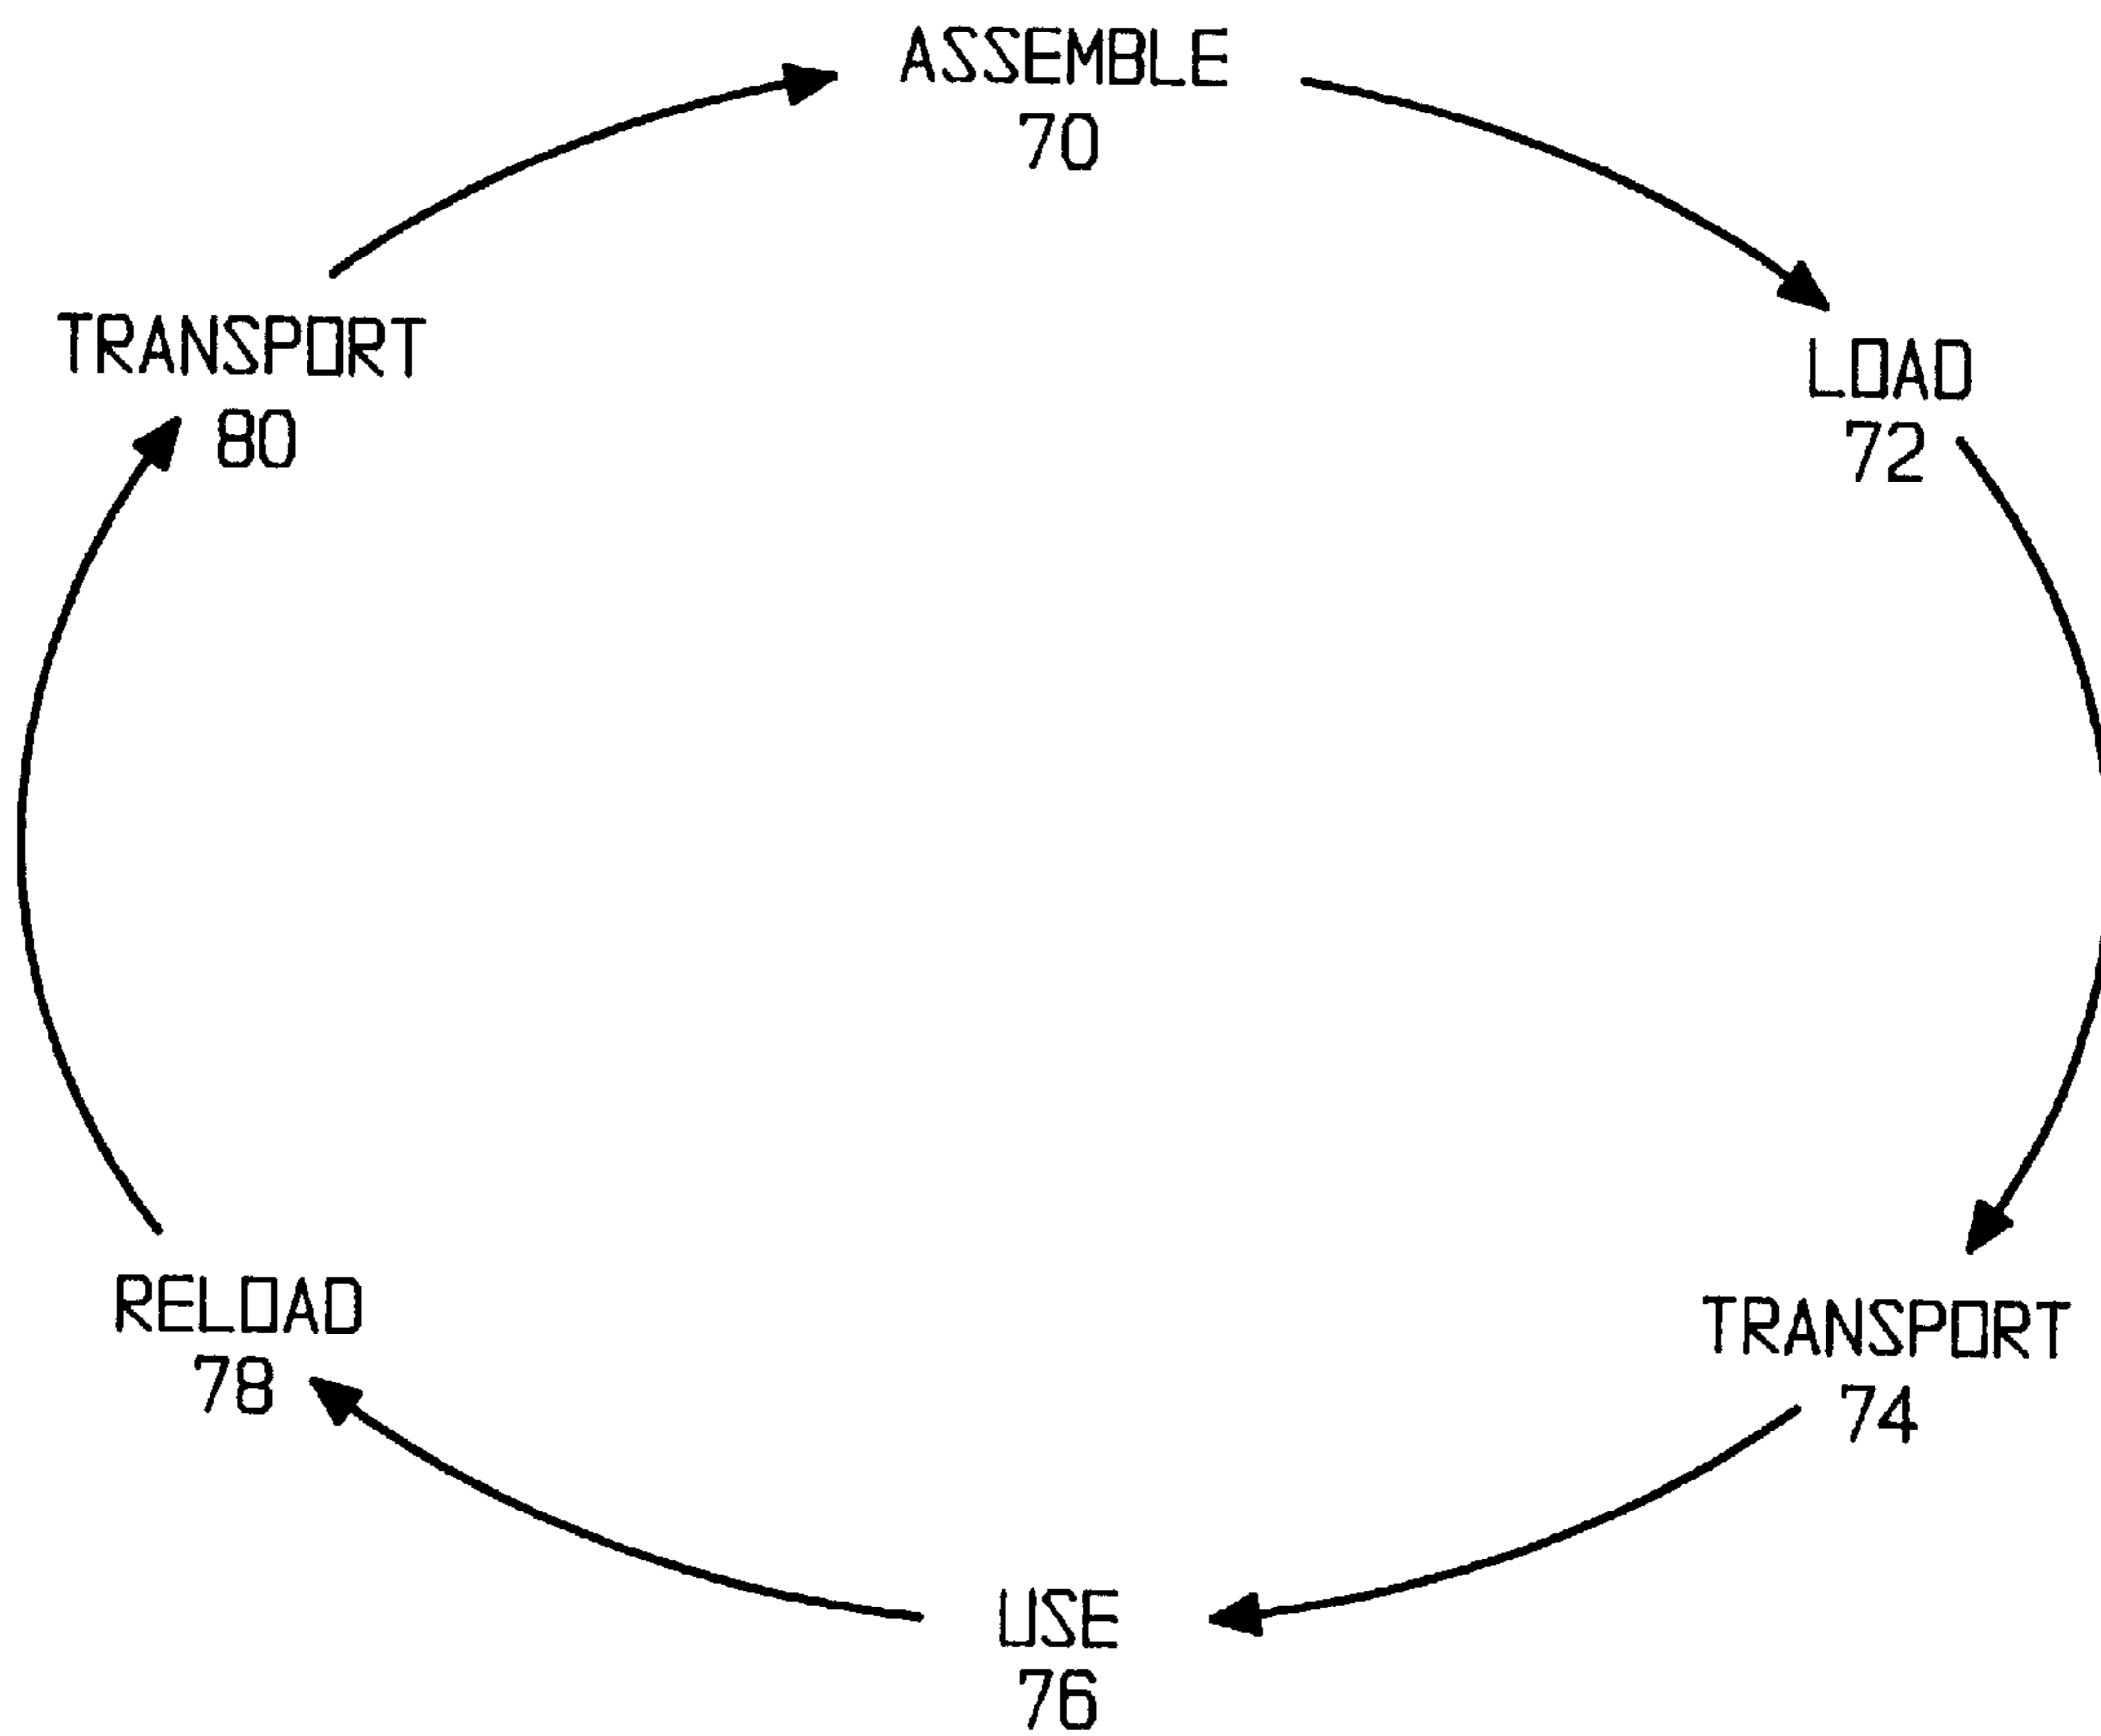 ASSEMBLE
70
LOAD
72
TRANSPORT
74
USE
76
RELOAD
78
TRANSPORT
80